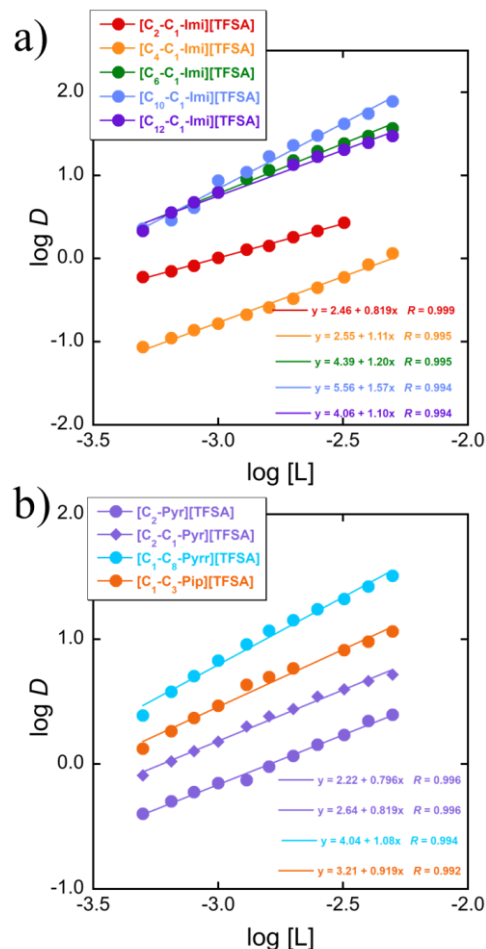 a)
[C2-C1-Imi][TFSA]
[C4-C1-Imi][TFSA]
[C6-C1-Imi][TFSA]
[C10-C1-Imi][TFSA]
[C12-C1-Imi][TFSA]
2.0
1.0
0.0
-1.0
-2.0
log D
y = 2.46 + 0.819x R = 0.999
y = 2.55 + 1.11x R = 0.995
y = 4.39 + 1.20x R = 0.995
y = 5.56 + 1.57x R = 0.994
y = 4.06 + 1.10x R = 0.994
-3.5 -3.0 -2.5 -2.0
log [L]
b)
[C2-Pyr][TFSA]
[C2-C1-Pyr][TFSA]
[C1-C8-Pyrr][TFSA]
[C1-C3-Pip][TFSA]
2.0
1.0
0.0
-1.0
log D
y = 2.22 + 0.796x R = 0.996
y = 2.64 + 0.819x R = 0.996
y = 4.04 + 1.08x R = 0.994
y = 3.21 + 0.919x R = 0.992
-3.5 -3.0 -2.5 -2.0
log [L]